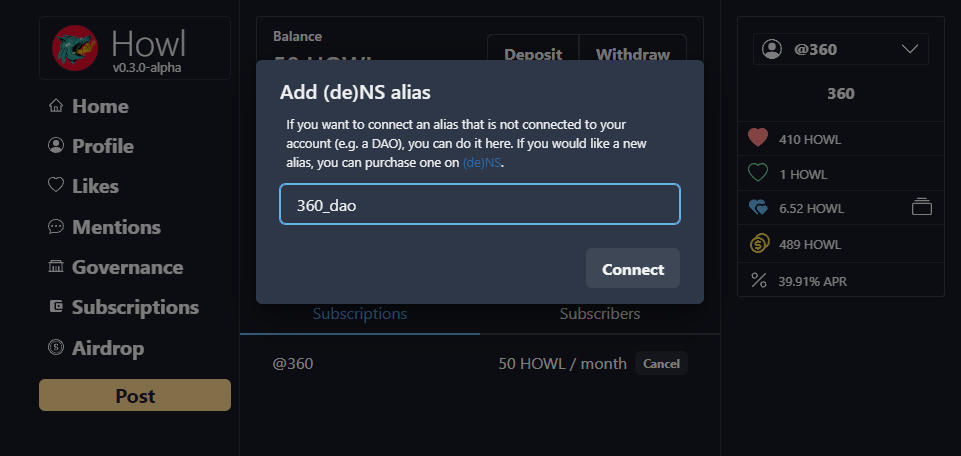 Howl
v0.3.0-alpha
Home
Profile
Likes
Mentions
Governance
Subscriptions
Airdrop
Post
Balance
50 HOWL
Deposit
Withdraw
Add (de)NS alias
If you want to connect an alias that is not connected to your
account (e.g. a DAO), you can do it here. If you would like a new
alias, you can purchase one on (de)NS.
360_dao
Connect
Subscriptions
Subscribers
@360
50 HOWL / month
Cancel
@360
360
410 HOWL
1 HOWL
6.52 HOWL
489 HOWL
39.91% APR